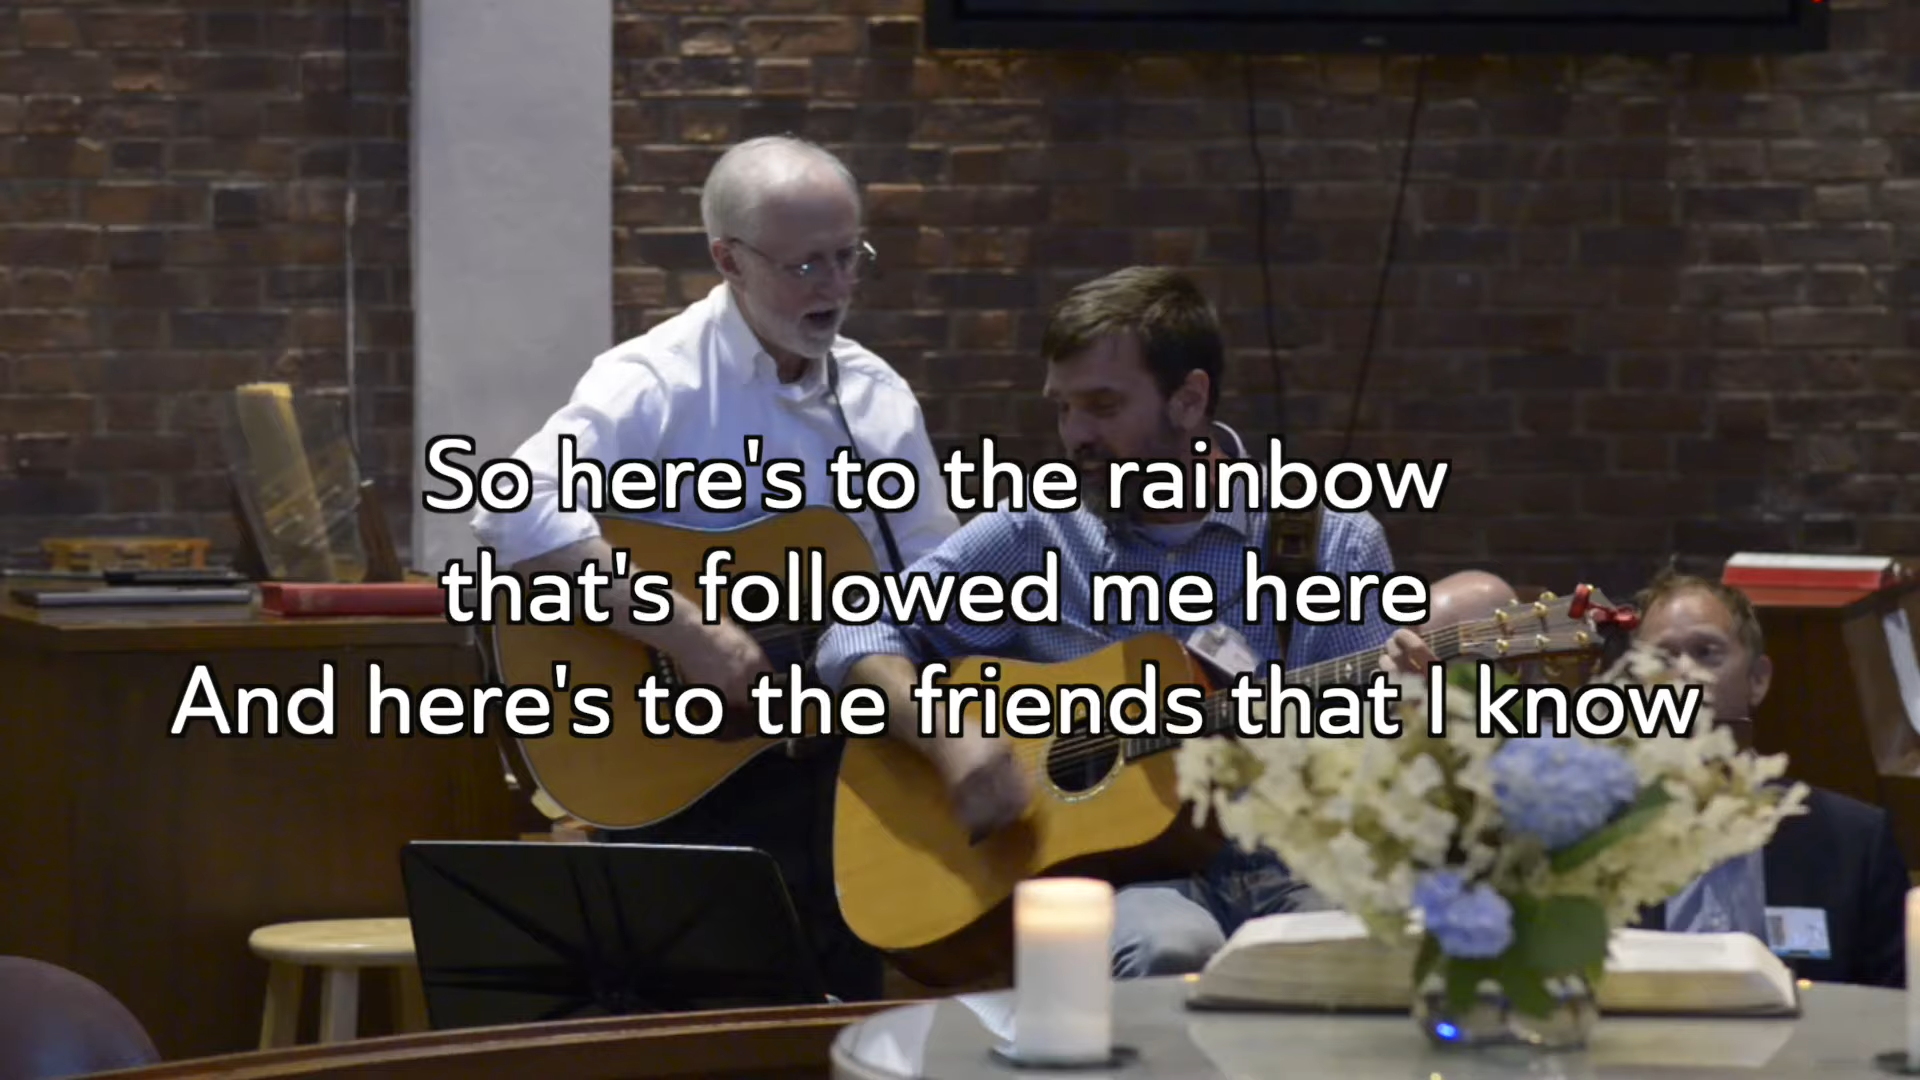 So here's to the rainbow
that's followed me here
And here's to the friends that I know